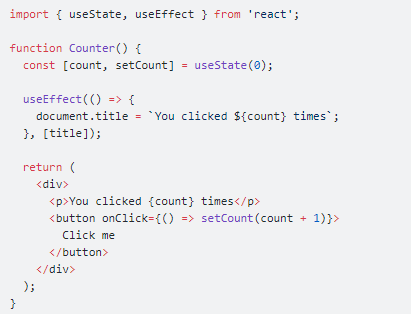 import { useState, useEffect } from 'react';
function Counter() {
  const [count, setCount] = useState(0);
  useEffect(() => {
    document.title = `You clicked ${count} times`;
  }, [title]);
  return (
    <div>
      <p>You clicked {count} times</p>
      <button onClick={() => setCount(count + 1)}>
        Click me
      </button>
    </div>
  );
}